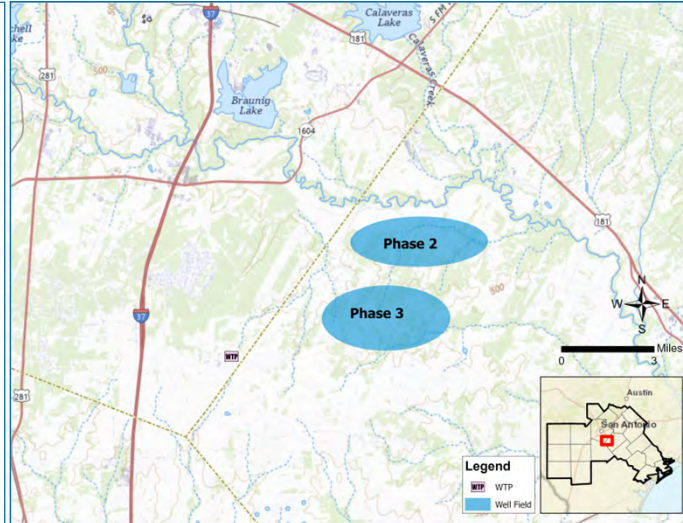 37
Calaveras
Lake
S FM
181
chell
ke
281
500
Braunig
Lake
Calaveras
Creek
1604
181
Phase 2
500
N
W E
S
Phase 3
37
Miles
0 3
WTP
281
Austin
San Antonio
Legend
WTP WTP
Well Field